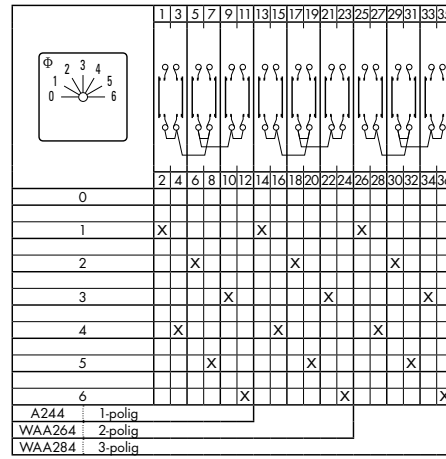 1 3 5 7 9 11 13 15 17 19 21 23 25 27 29 31 33
Φ
0 1 2 3 4 5 6
2 4 6 8 10 12 14 16 18 20 22 24 26 28 30 32 34
0
1 X X X
2 X X X
3 X X X
4 X X X
5 X X X
6 X X X
A244 1-polig
WAA264 2-polig
WAA284 3-polig